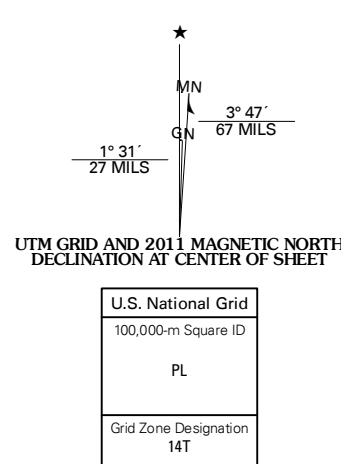 ★
MN
3° 47´
67 MILS
GN
1° 31´
27 MILS
UTM GRID AND 2011 MAGNETIC NORTH
DECLINATION AT CENTER OF SHEET
U.S. National Grid
100,000-m Square ID
PL
Grid Zone Designation
14T